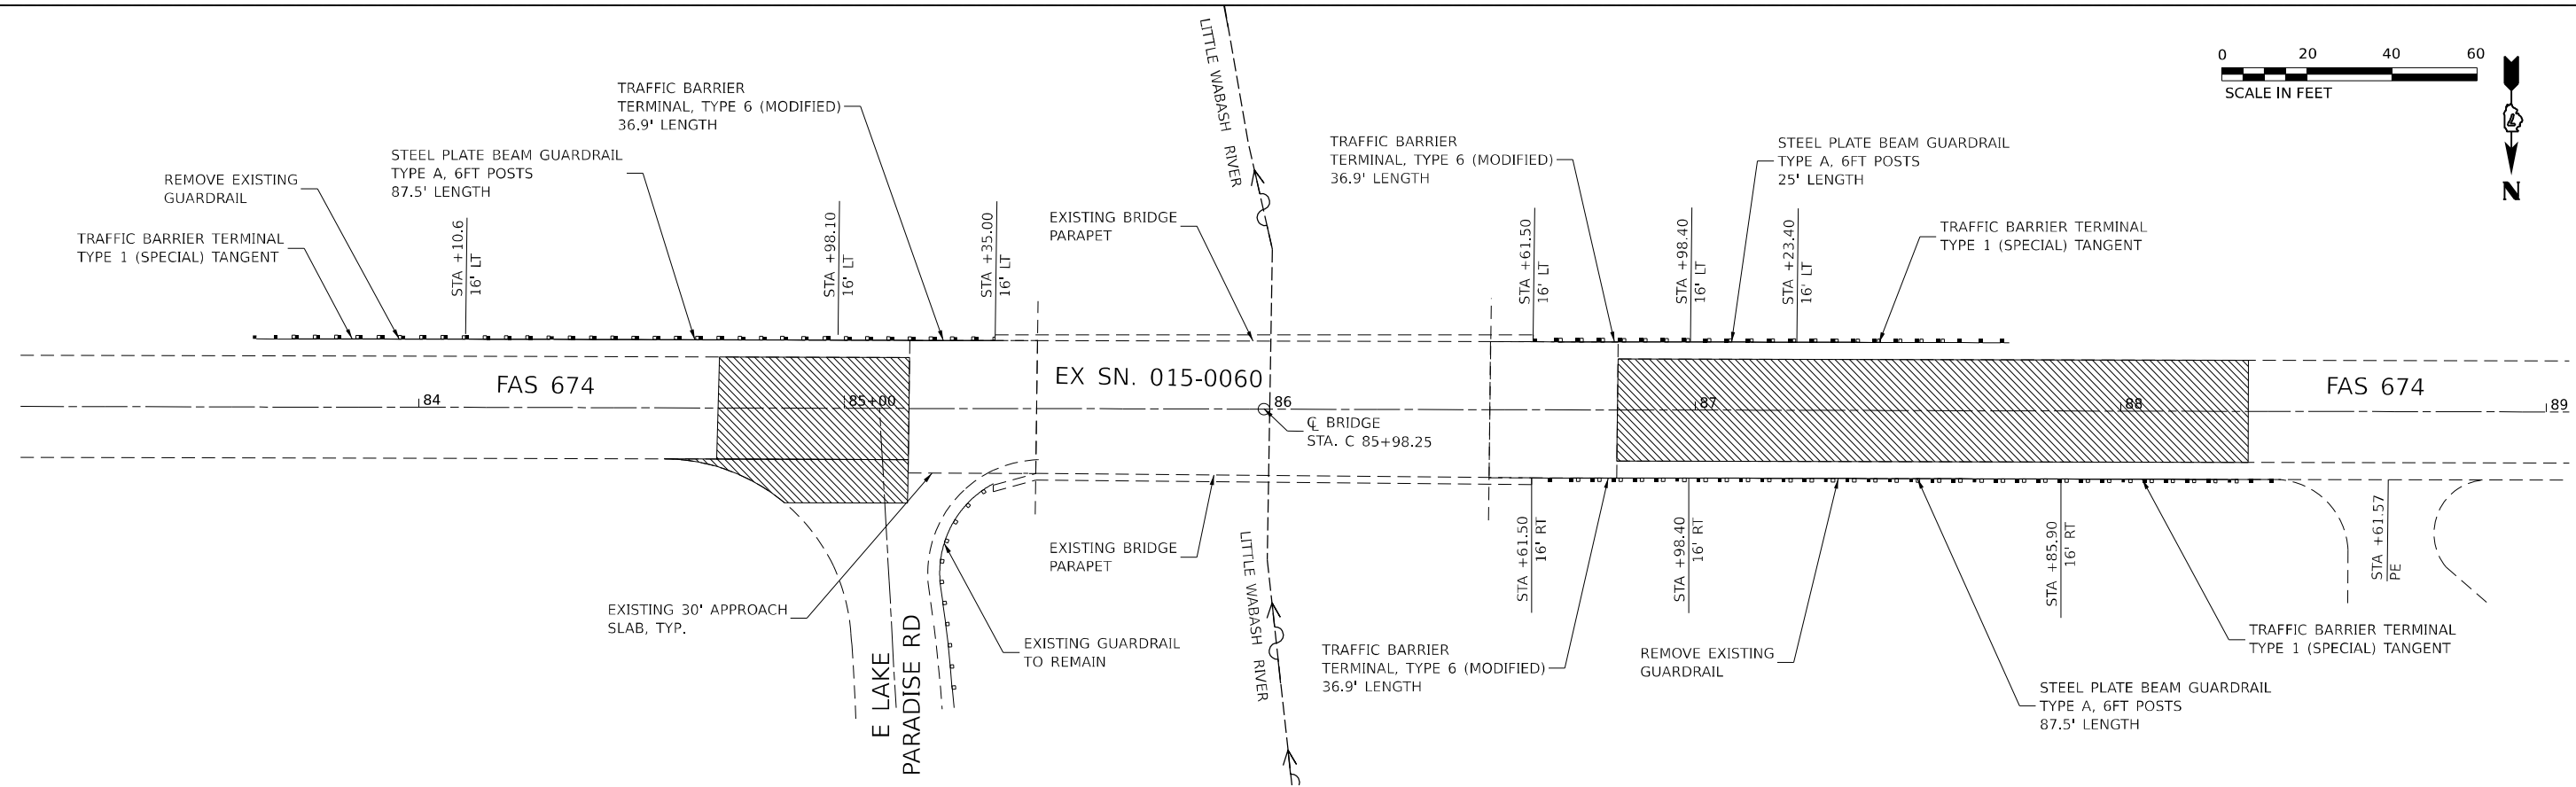 0 20 40 60
SCALE IN FEET
N
LITTLE WABASH RIVER
TRAFFIC BARRIER
TERMINAL, TYPE 6 (MODIFIED)
36.9' LENGTH
STEEL PLATE BEAM GUARDRAIL
TYPE A, 6FT POSTS
87.5' LENGTH
REMOVE EXISTING
GUARDRAIL
TRAFFIC BARRIER TERMINAL
TYPE 1 (SPECIAL) TANGENT
STA +10.6
16' LT
STA +98.10
16' LT
STA +35.00
16' LT
EXISTING BRIDGE
PARAPET
TRAFFIC BARRIER
TERMINAL, TYPE 6 (MODIFIED)
36.9' LENGTH
STEEL PLATE BEAM GUARDRAIL
TYPE A, 6FT POSTS
25' LENGTH
TRAFFIC BARRIER TERMINAL
TYPE 1 (SPECIAL) TANGENT
STA +61.50
16' LT
STA +98.40
16' LT
STA +23.40
16' LT
FAS 674
EX SN. 015-0060
FAS 674
84
85+00
86
87
88
89
℄ BRIDGE
STA. C 85+98.25
EXISTING 30' APPROACH
SLAB, TYP.
E LAKE
PARADISE RD
EXISTING GUARDRAIL
TO REMAIN
EXISTING BRIDGE
PARAPET
LITTLE WABASH RIVER
STA +61.50
16' RT
STA +98.40
16' RT
STA +85.90
16' RT
STA +61.57
PE
TRAFFIC BARRIER
TERMINAL, TYPE 6 (MODIFIED)
36.9' LENGTH
REMOVE EXISTING
GUARDRAIL
TRAFFIC BARRIER TERMINAL
TYPE 1 (SPECIAL) TANGENT
STEEL PLATE BEAM GUARDRAIL
TYPE A, 6FT POSTS
87.5' LENGTH